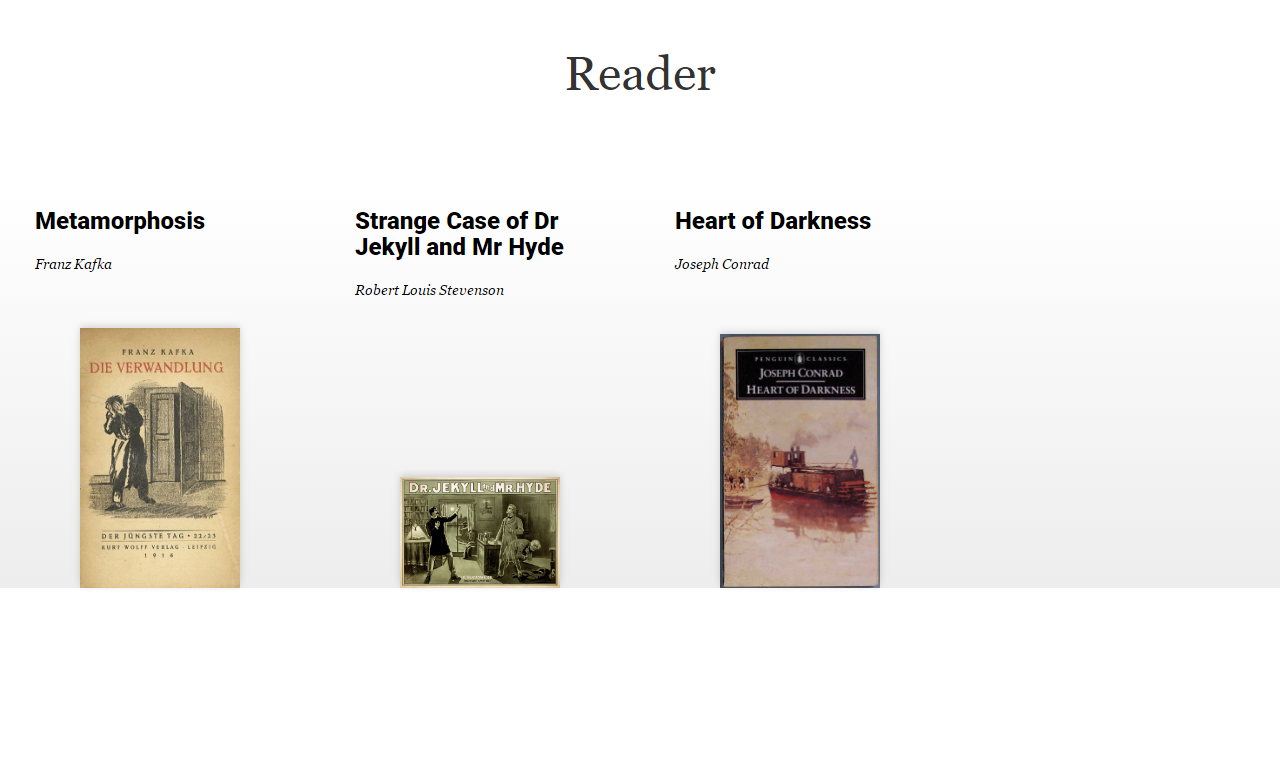 Reader
Metamorphosis
Franz Kafka
Strange Case of Dr
Jekyll and Mr Hyde
Robert Louis Stevenson
Heart of Darkness
Joseph Conrad
FRANZ KAFKA
DIE VERWANDLUNG
DER JÜNGSTE TAG • 22/23
KURT WOLFF VERLAG · LEIPZIG
1916
DR. JEKYLL and MR. HYDE
PENGUIN CLASSICS
JOSEPH CONRAD
HEART OF DARKNESS